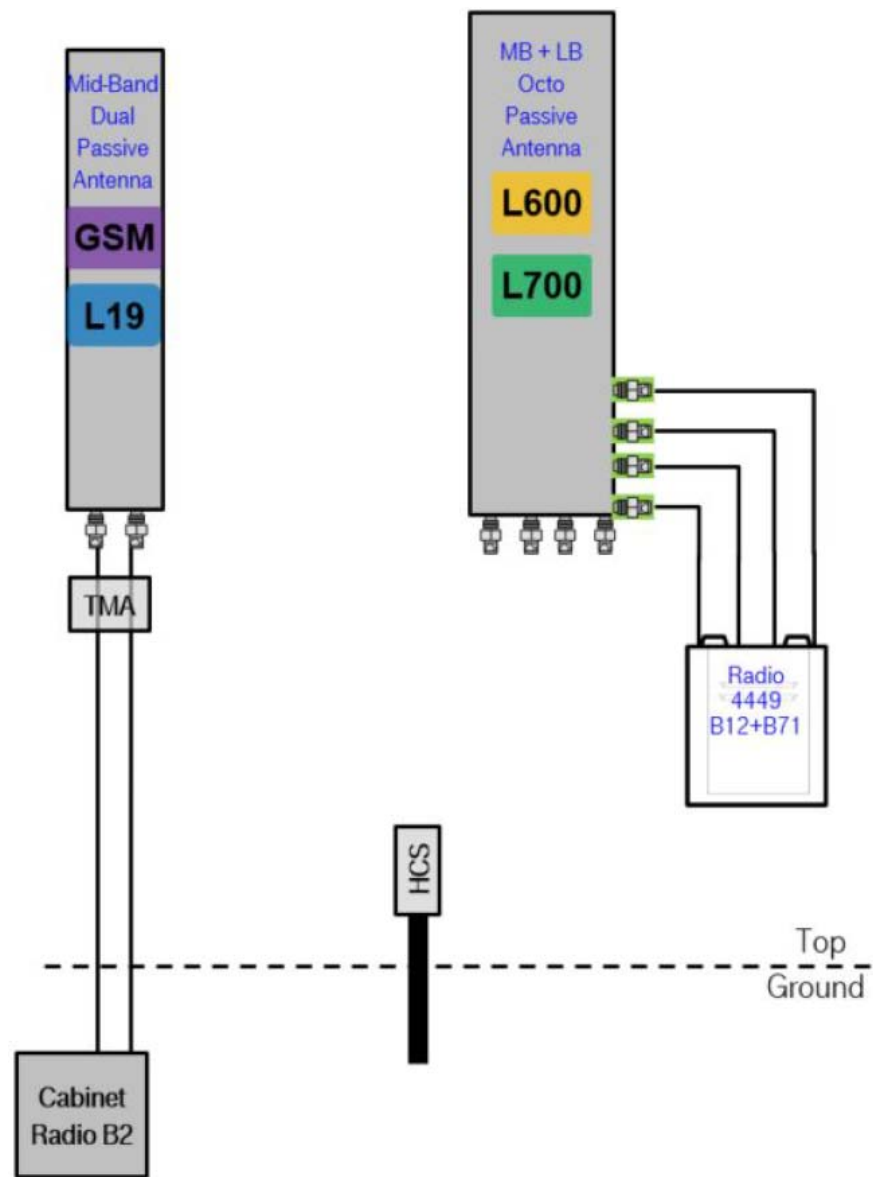 Mid-Band
Dual
Passive
Antenna
GSM
L19
TMA
MB + LB
Octo
Passive
Antenna
L600
L700
Radio
4449
B12+B71
HCS
Top
Ground
Cabinet
Radio B2